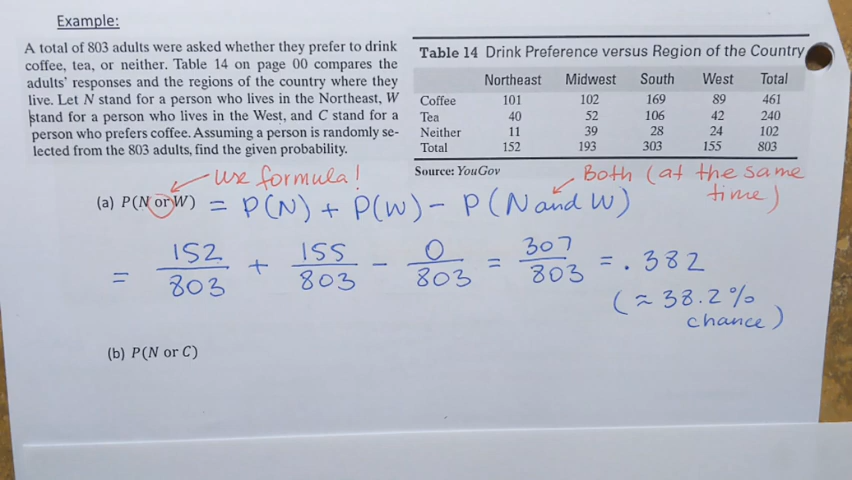 Example:
A total of 803 adults were asked whether they prefer to drink
coffee, tea, or neither. Table 14 on page 00 compares the
adults' responses and the regions of the country where they
live. Let N stand for a person who lives in the Northeast, W
stand for a person who lives in the West, and C stand for a
person who prefers coffee. Assuming a person is randomly se-
lected from the 803 adults, find the given probability.
Table 14 Drink Preference versus Region of the Country
Northeast Midwest South West Total
Coffee 101 102 169 89 461
Tea 40 52 106 42 240
Neither 11 39 28 24 102
Total 152 193 303 155 803
Source: YouGov
use formula!
Both (at the same
time)
(a) P(N or W) = P(N) + P(W) - P(N and W)
= 152/803 + 155/803 - 0/803 = 307/803 = .382
(≈ 38.2%
chance)
(b) P(N or C)